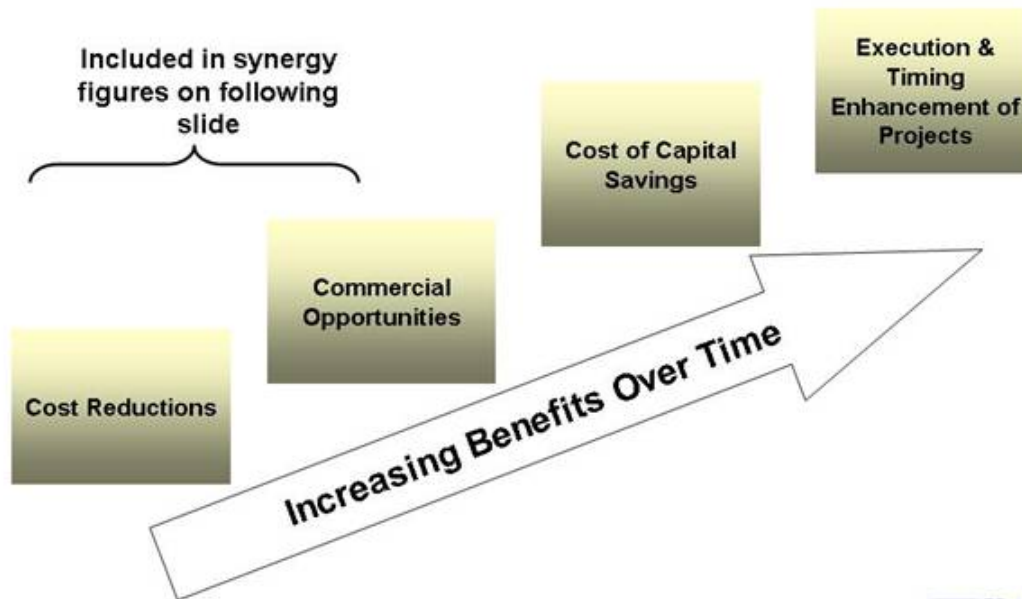 Included in synergy
figures on following
slide
Execution &
Timing
Enhancement of
Projects
Cost of Capital
Savings
Commercial
Opportunities
Cost Reductions
Increasing Benefits Over Time